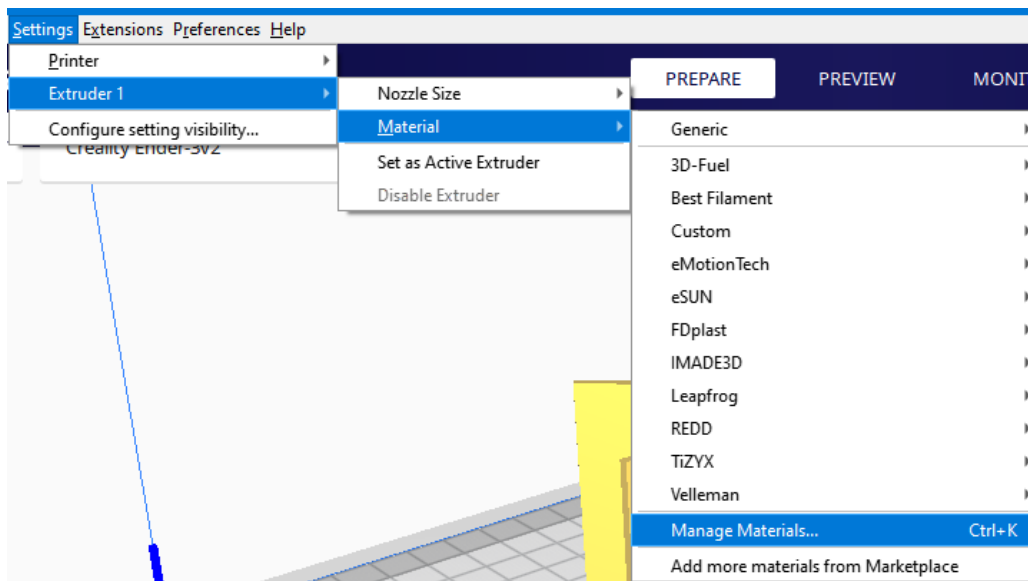 Settings Extensions Preferences Help
Printer
Extruder 1
Configure setting visibility...
Creality Ender-3v2
Nozzle Size
Material
Set as Active Extruder
Disable Extruder
PREPARE PREVIEW MONIT
Generic
3D-Fuel
Best Filament
Custom
eMotionTech
eSUN
FDplast
IMADE3D
Leapfrog
REDD
TiZYX
Velleman
Manage Materials... Ctrl+K
Add more materials from Marketplace